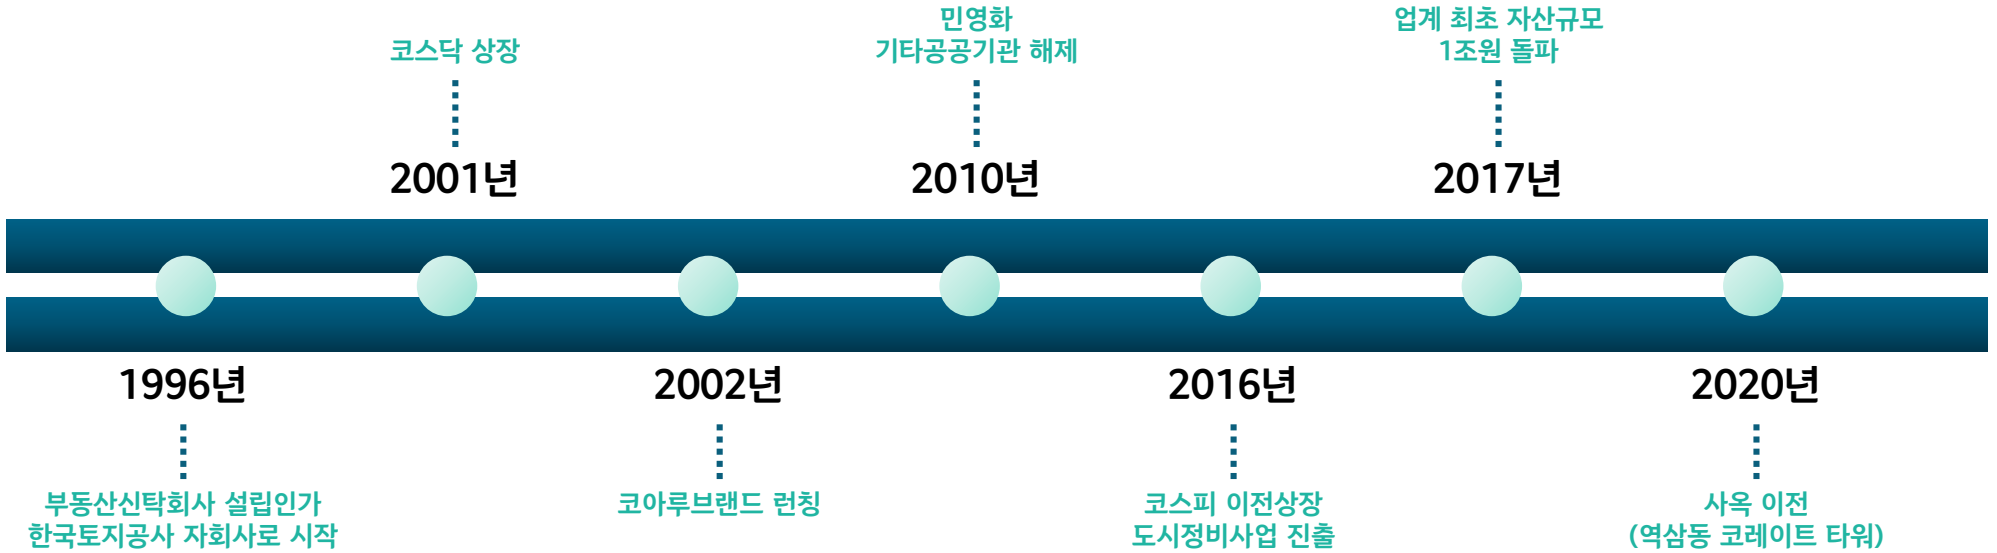 코스닥 상장
2001년
민영화
기타공공기관 해제
2010년
업계 최초 자산규모
1조원 돌파
2017년
1996년
부동산신탁회사 설립인가
한국토지공사 자회사로 시작
2002년
코아루브랜드 런칭
2016년
코스피 이전상장
도시정비사업 진출
2020년
사옥 이전
(역삼동 코레이트 타워)